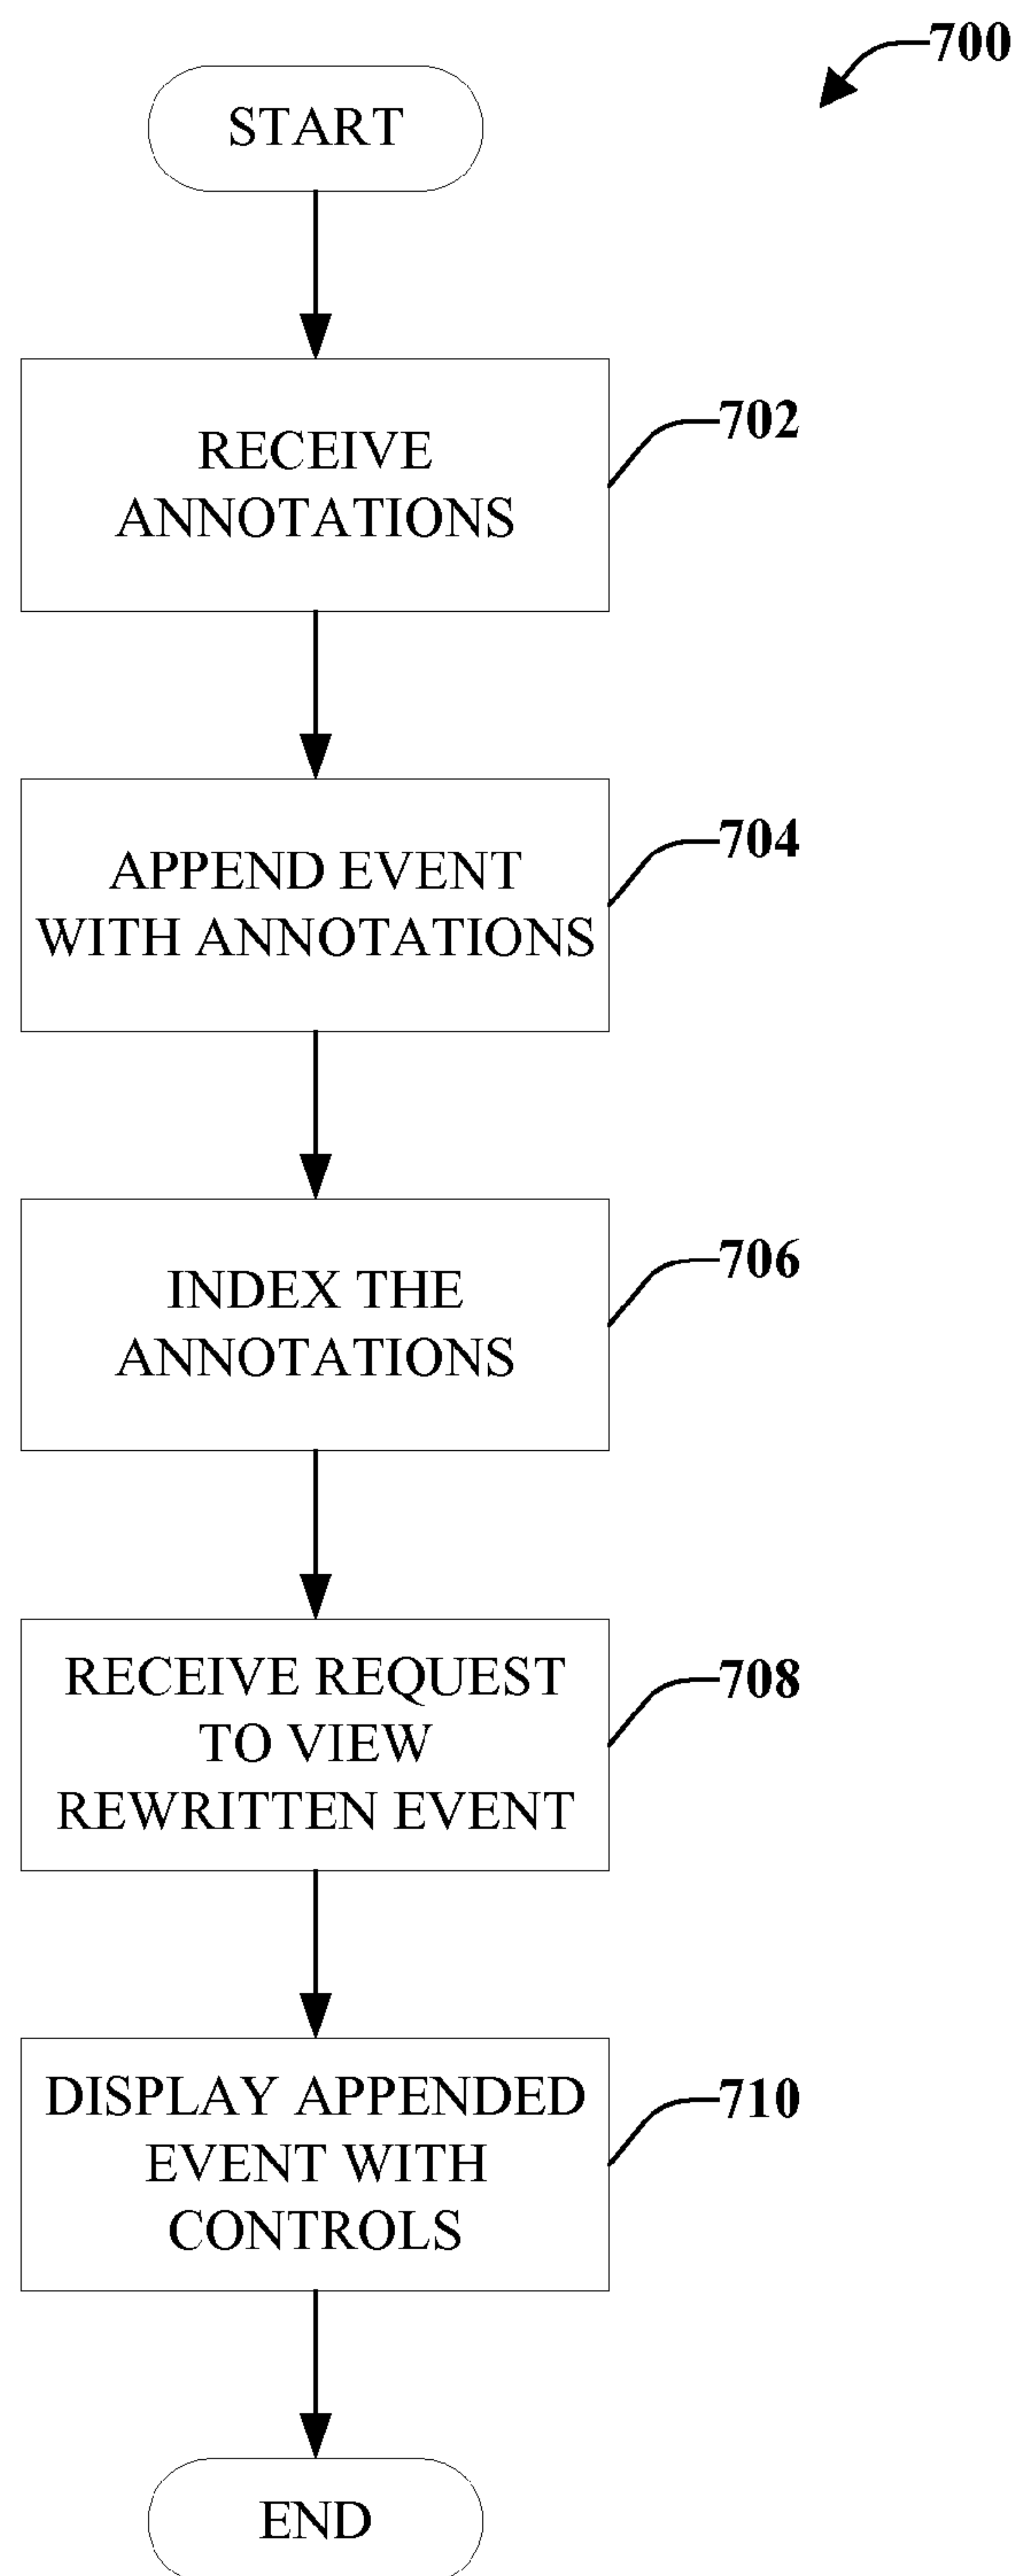 700
START
RECEIVE
ANNOTATIONS
702
APPEND EVENT
WITH ANNOTATIONS
704
INDEX THE
ANNOTATIONS
706
RECEIVE REQUEST
TO VIEW
REWRITTEN EVENT
708
DISPLAY APPENDED
EVENT WITH
CONTROLS
710
END